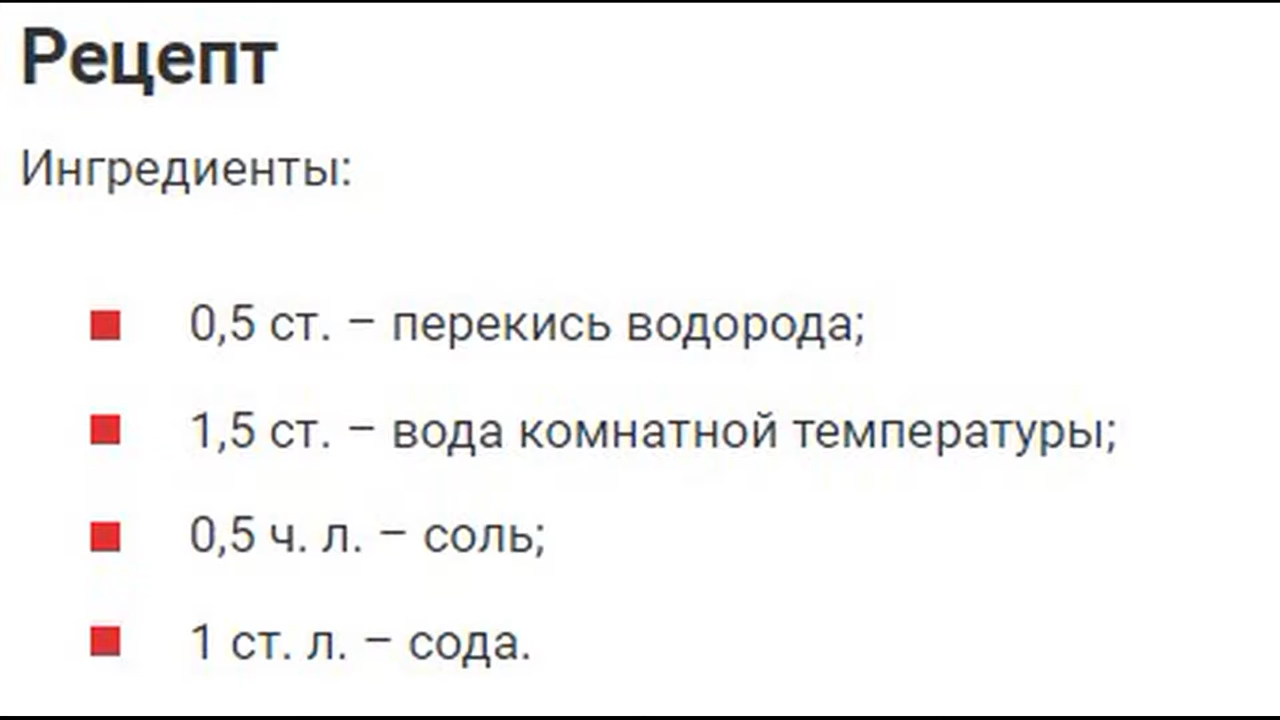 Рецепт
Ингредиенты:
0,5 ст. – перекись водорода;
1,5 ст. – вода комнатной температуры;
0,5 ч. л. – соль;
1 ст. л. – сода.